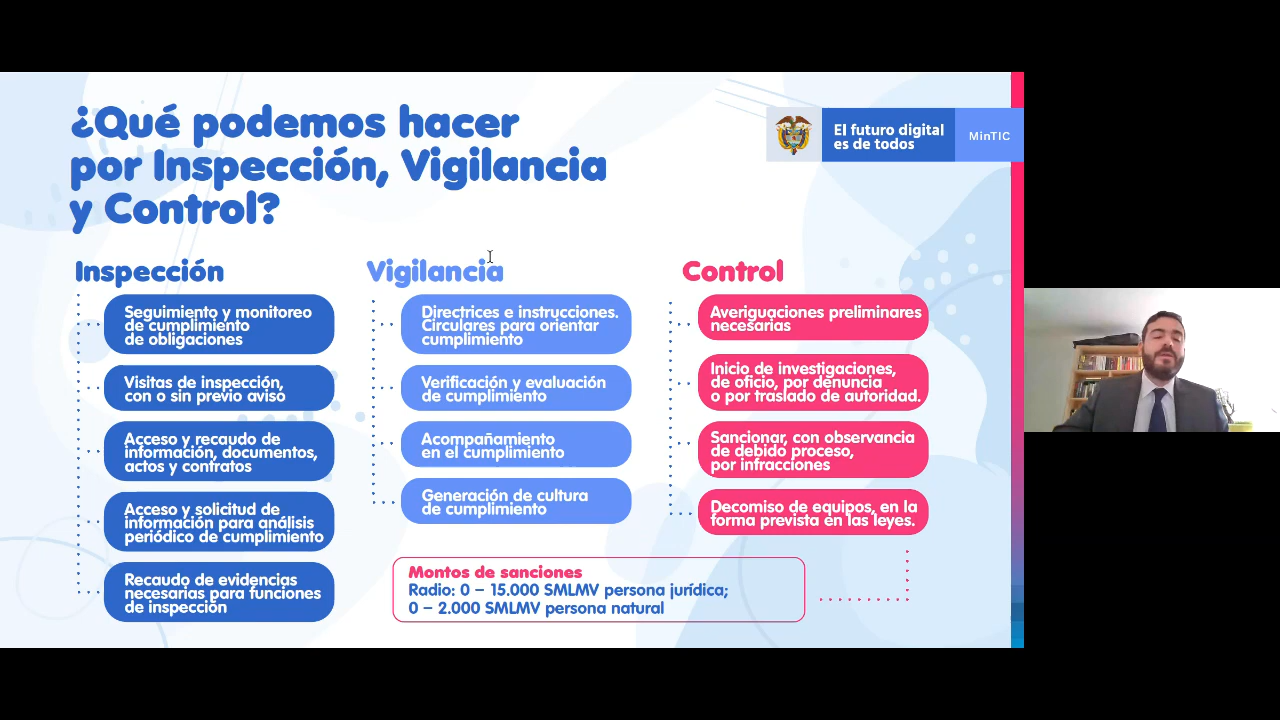 ¿Qué podemos hacer
por Inspección, Vigilancia
y Control?
El futuro digital
es de todos
MinTIC
Inspección
Seguimiento y monitoreo
de cumplimiento
de obligaciones
Visitas de inspección,
con o sin previo aviso
Acceso y recaudo de
información, documentos,
actos y contratos
Acceso y solicitud de
información para análisis
periódico de cumplimiento
Recaudo de evidencias
necesarias para funciones
de inspección
Vigilancia
Directrices e instrucciones.
Circulares para orientar
cumplimiento
Verificación y evaluación
de cumplimiento
Acompañamiento
en el cumplimiento
Generación de cultura
de cumplimiento
Control
Averiguaciones preliminares
necesarias
Inicio de investigaciones,
de oficio, por denuncia
o por traslado de autoridad.
Sancionar, con observancia
de debido proceso,
por infracciones
Decomiso de equipos, en la
forma prevista en las leyes.
Montos de sanciones
Radio: 0 – 15.000 SMLMV persona jurídica;
0 – 2.000 SMLMV persona natural